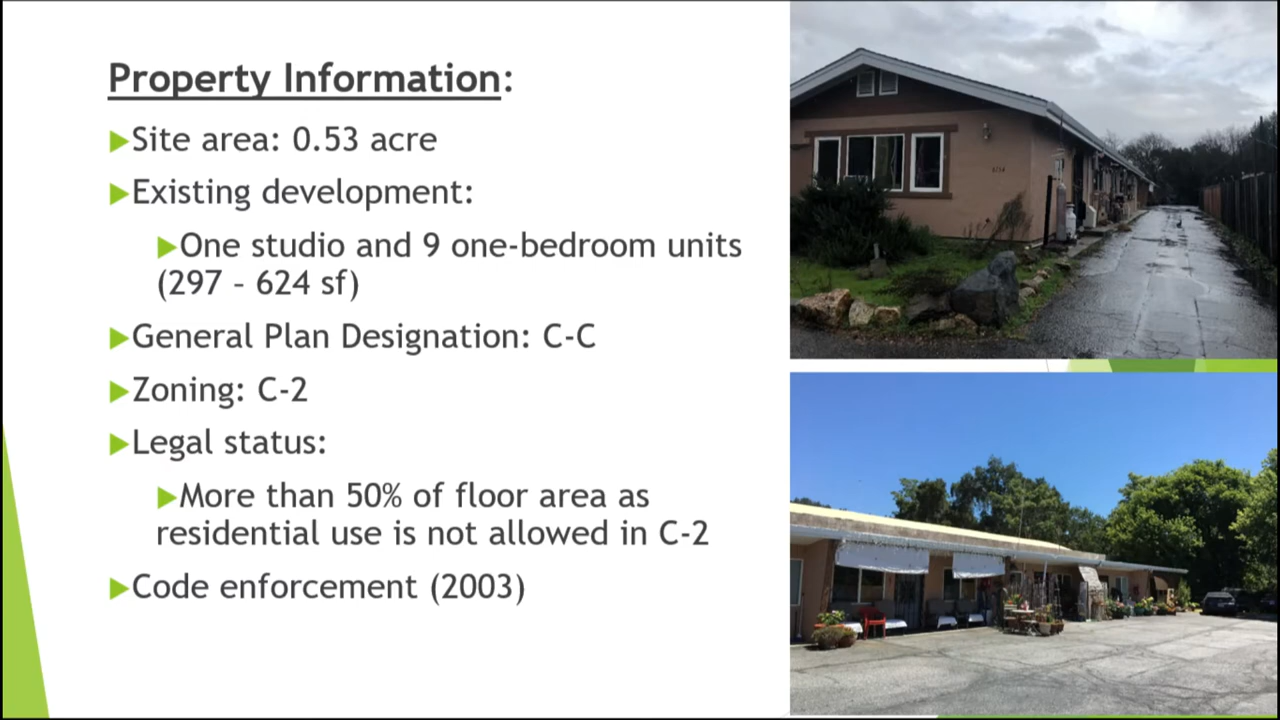 Property Information:
▶Site area: 0.53 acre
▶Existing development:
▶One studio and 9 one-bedroom units
(297 – 624 sf)
▶General Plan Designation: C-C
▶Zoning: C-2
▶Legal status:
▶More than 50% of floor area as
residential use is not allowed in C-2
▶Code enforcement (2003)